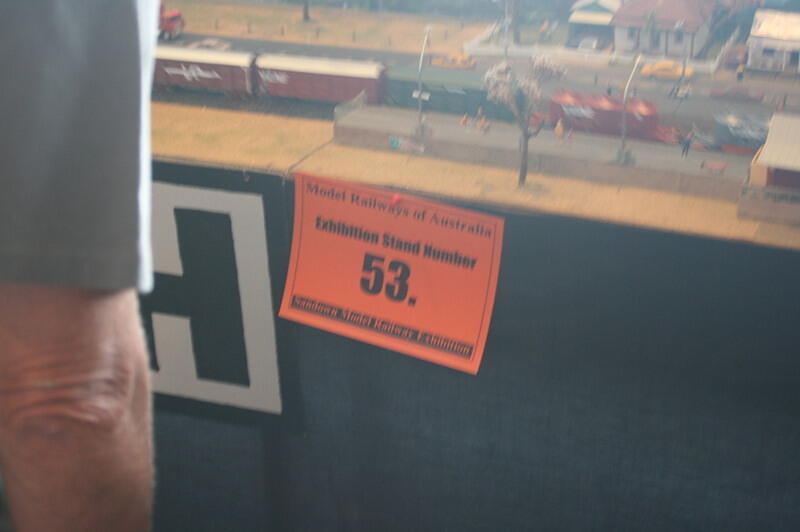 Model Railways of Australia
Exhibition Stand Number
53.
Sandown Model Railway Exhibition
H